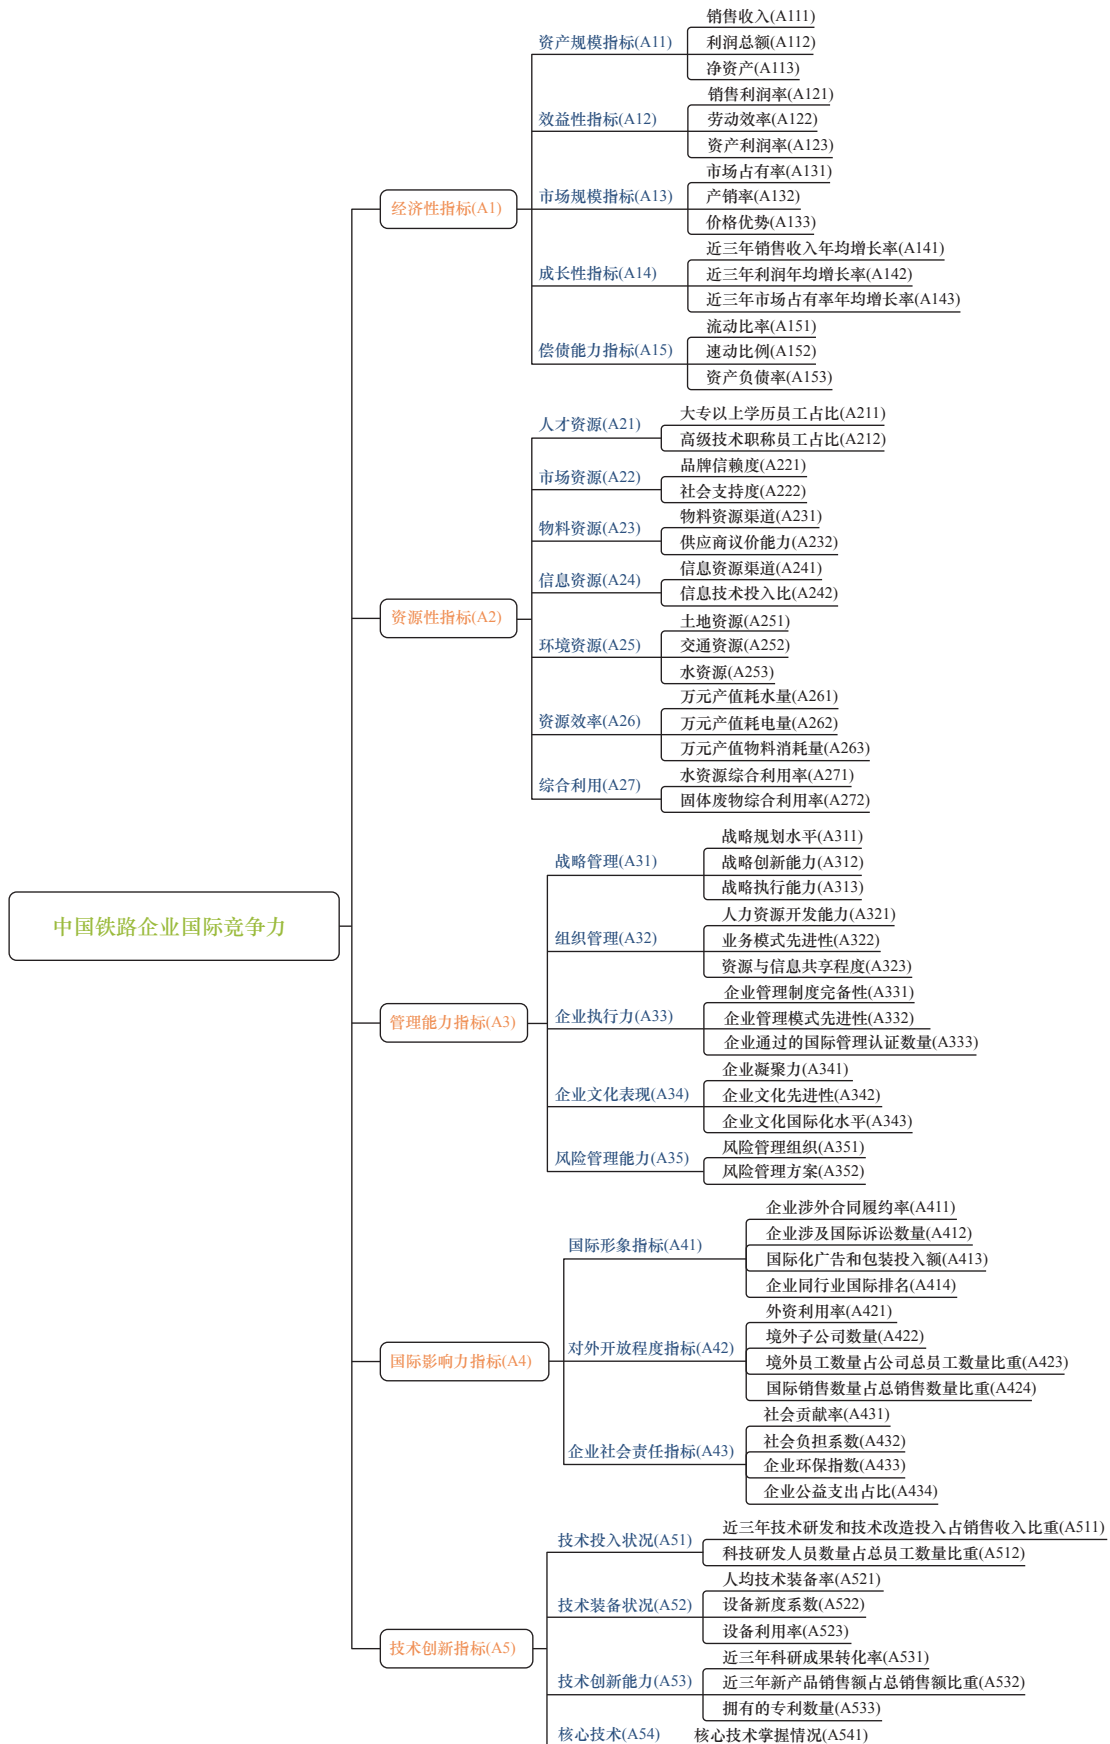 中国铁路企业国际竞争力
经济性指标(A1)
资产规模指标(A11)
销售收入(A111)
利润总额(A112)
净资产(A113)
效益性指标(A12)
销售利润率(A121)
劳动效率(A122)
资产利润率(A123)
市场规模指标(A13)
市场占有率(A131)
产销率(A132)
价格优势(A133)
成长性指标(A14)
近三年销售收入年均增长率(A141)
近三年利润年均增长率(A142)
近三年市场占有率年均增长率(A143)
偿债能力指标(A15)
流动比率(A151)
速动比例(A152)
资产负债率(A153)
资源性指标(A2)
人才资源(A21)
大专以上学历员工占比(A211)
高级技术职称员工占比(A212)
市场资源(A22)
品牌信赖度(A221)
社会支持度(A222)
物料资源(A23)
物料资源渠道(A231)
供应商议价能力(A232)
信息资源(A24)
信息资源渠道(A241)
信息技术投入比(A242)
环境资源(A25)
土地资源(A251)
交通资源(A252)
水资源(A253)
资源效率(A26)
万元产值耗水量(A261)
万元产值耗电量(A262)
万元产值物料消耗量(A263)
综合利用(A27)
水资源综合利用率(A271)
固体废物综合利用率(A272)
管理能力指标(A3)
战略管理(A31)
战略规划水平(A311)
战略创新能力(A312)
战略执行能力(A313)
组织管理(A32)
人力资源开发能力(A321)
业务模式先进性(A322)
资源与信息共享程度(A323)
企业执行力(A33)
企业管理制度完备性(A331)
企业管理模式先进性(A332)
企业通过的国际管理认证数量(A333)
企业文化表现(A34)
企业凝聚力(A341)
企业文化先进性(A342)
企业文化国际化水平(A343)
风险管理能力(A35)
风险管理组织(A351)
风险管理方案(A352)
国际影响力指标(A4)
国际形象指标(A41)
企业涉外合同履约率(A411)
企业涉及国际诉讼数量(A412)
国际化广告和包装投入额(A413)
企业同行业国际排名(A414)
对外开放程度指标(A42)
外资利用率(A421)
境外子公司数量(A422)
境外员工数量占公司总员工数量比重(A423)
国际销售数量占总销售数量比重(A424)
企业社会责任指标(A43)
社会贡献率(A431)
社会负担系数(A432)
企业环保指数(A433)
企业公益支出占比(A434)
技术创新指标(A5)
技术投入状况(A51)
近三年技术研发和技术改造投入占销售收入比重(A511)
科技研发人员数量占总员工数量比重(A512)
技术装备状况(A52)
人均技术装备率(A521)
设备新度系数(A522)
设备利用率(A523)
技术创新能力(A53)
近三年科研成果转化率(A531)
近三年新产品销售额占总销售额比重(A532)
拥有的专利数量(A533)
核心技术(A54)
核心技术掌握情况(A541)